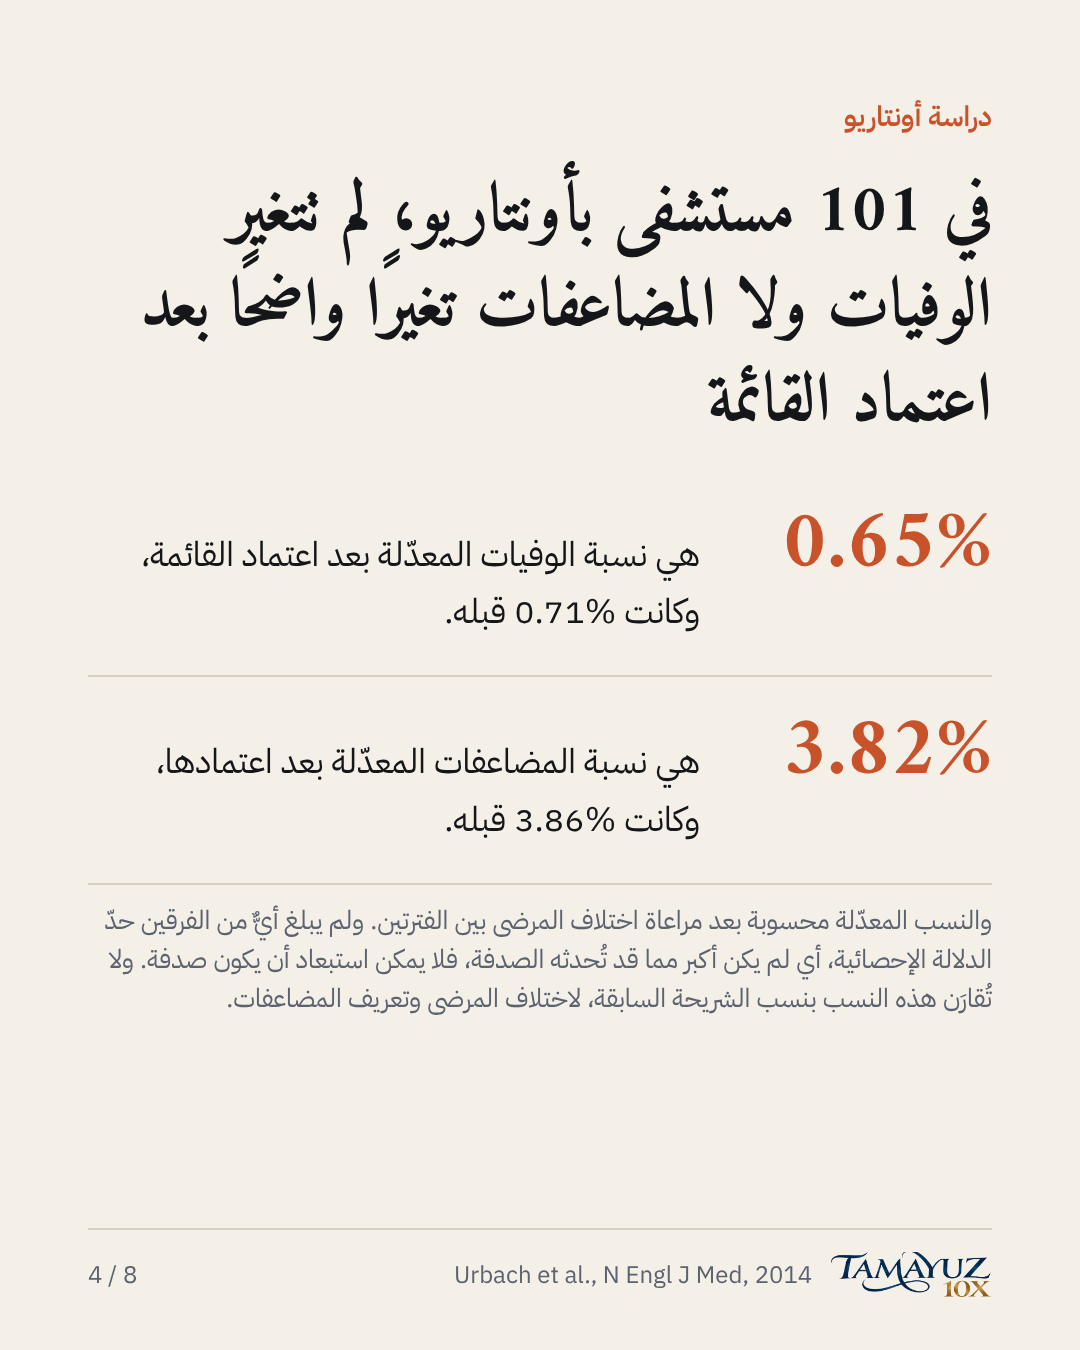 دراسة أونتاريو
في 101 مستشفى بأونتاريو، لم تتغير
الوفيات ولا المضاعفات تغيرًا واضحًا بعد
اعتماد القائمة
0.65%
هي نسبة الوفيات المعدّلة بعد اعتماد القائمة،
وكانت 0.71% قبله.
3.82%
هي نسبة المضاعفات المعدّلة بعد اعتمادها،
وكانت 3.86% قبله.
والنسب المعدّلة محسوبة بعد مراعاة اختلاف المرضى بين الفترتين. ولم يبلغ أيٌّ من الفرقين حدّ
الدلالة الإحصائية، أي لم يكن أكبر مما قد تُحدثه الصدفة، فلا يمكن استبعاد أن يكون صدفة. ولا
تُقارَن هذه النسب بنسب الشريحة السابقة، لاختلاف المرضى وتعريف المضاعفات.
TAMAYUZ
10X
Urbach et al., N Engl J Med, 2014
4 / 8